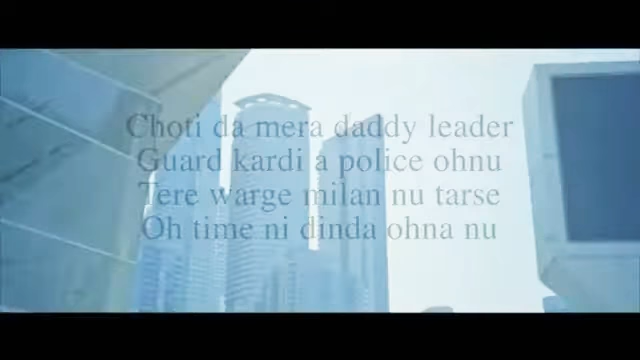 Choti da mera daddy leader
Guard kardi a police ohnu
Tere warge milan nu tarse
Oh time ni dinda ohna nu